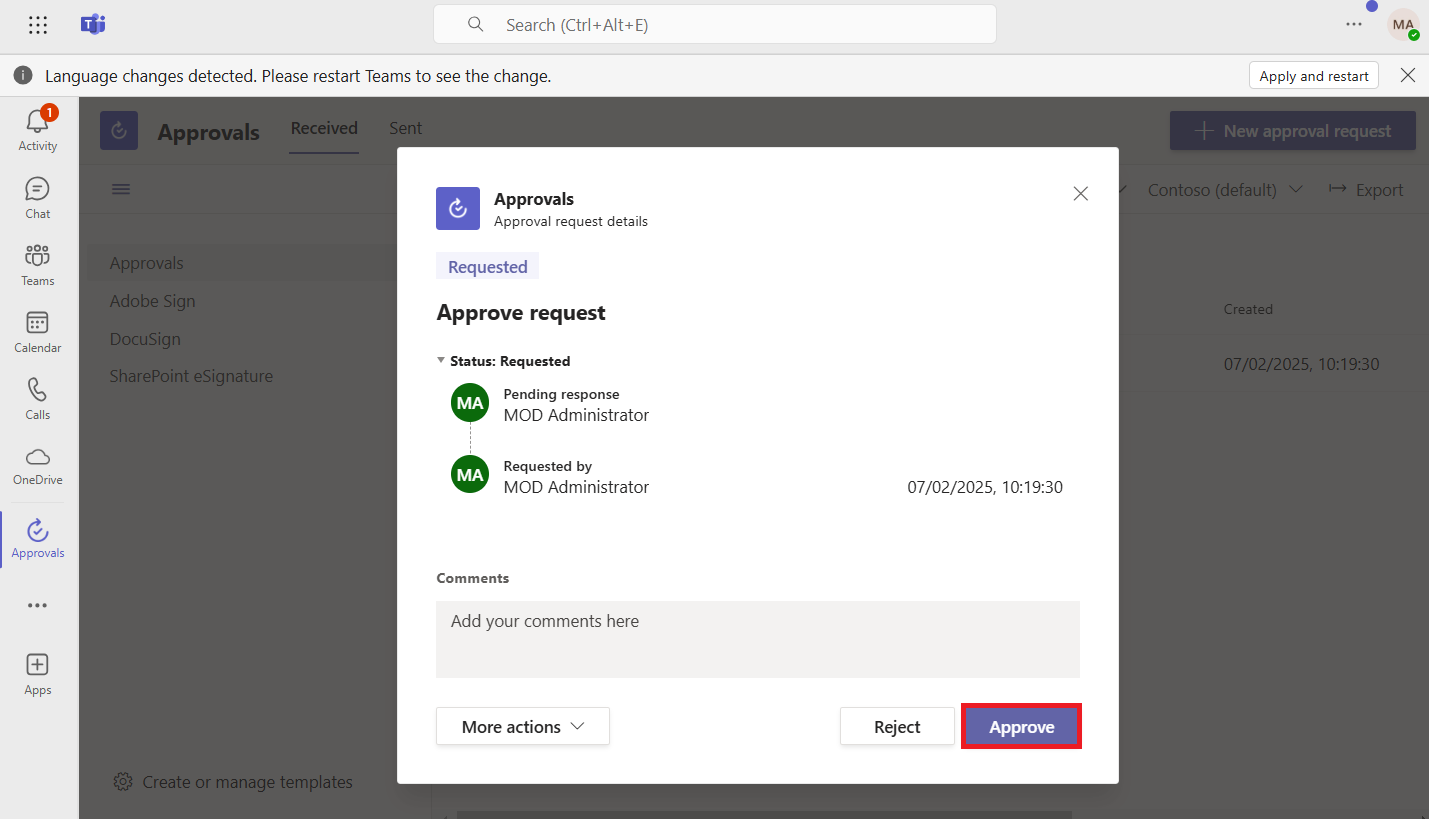 Search (Ctrl+Alt+E)
MA
Language changes detected. Please restart Teams to see the change.
Apply and restart
1
Activity
Chat
Teams
Calendar
Calls
OneDrive
Approvals
Apps
Approvals
Received
Sent
New approval request
Contoso (default)
Export
Approvals
Adobe Sign
DocuSign
SharePoint eSignature
Created
07/02/2025, 10:19:30
Create or manage templates
Approvals
Approval request details
Requested
Approve request
Status: Requested
MA
Pending response
MOD Administrator
MA
Requested by
MOD Administrator
07/02/2025, 10:19:30
Comments
Add your comments here
More actions
Reject
Approve